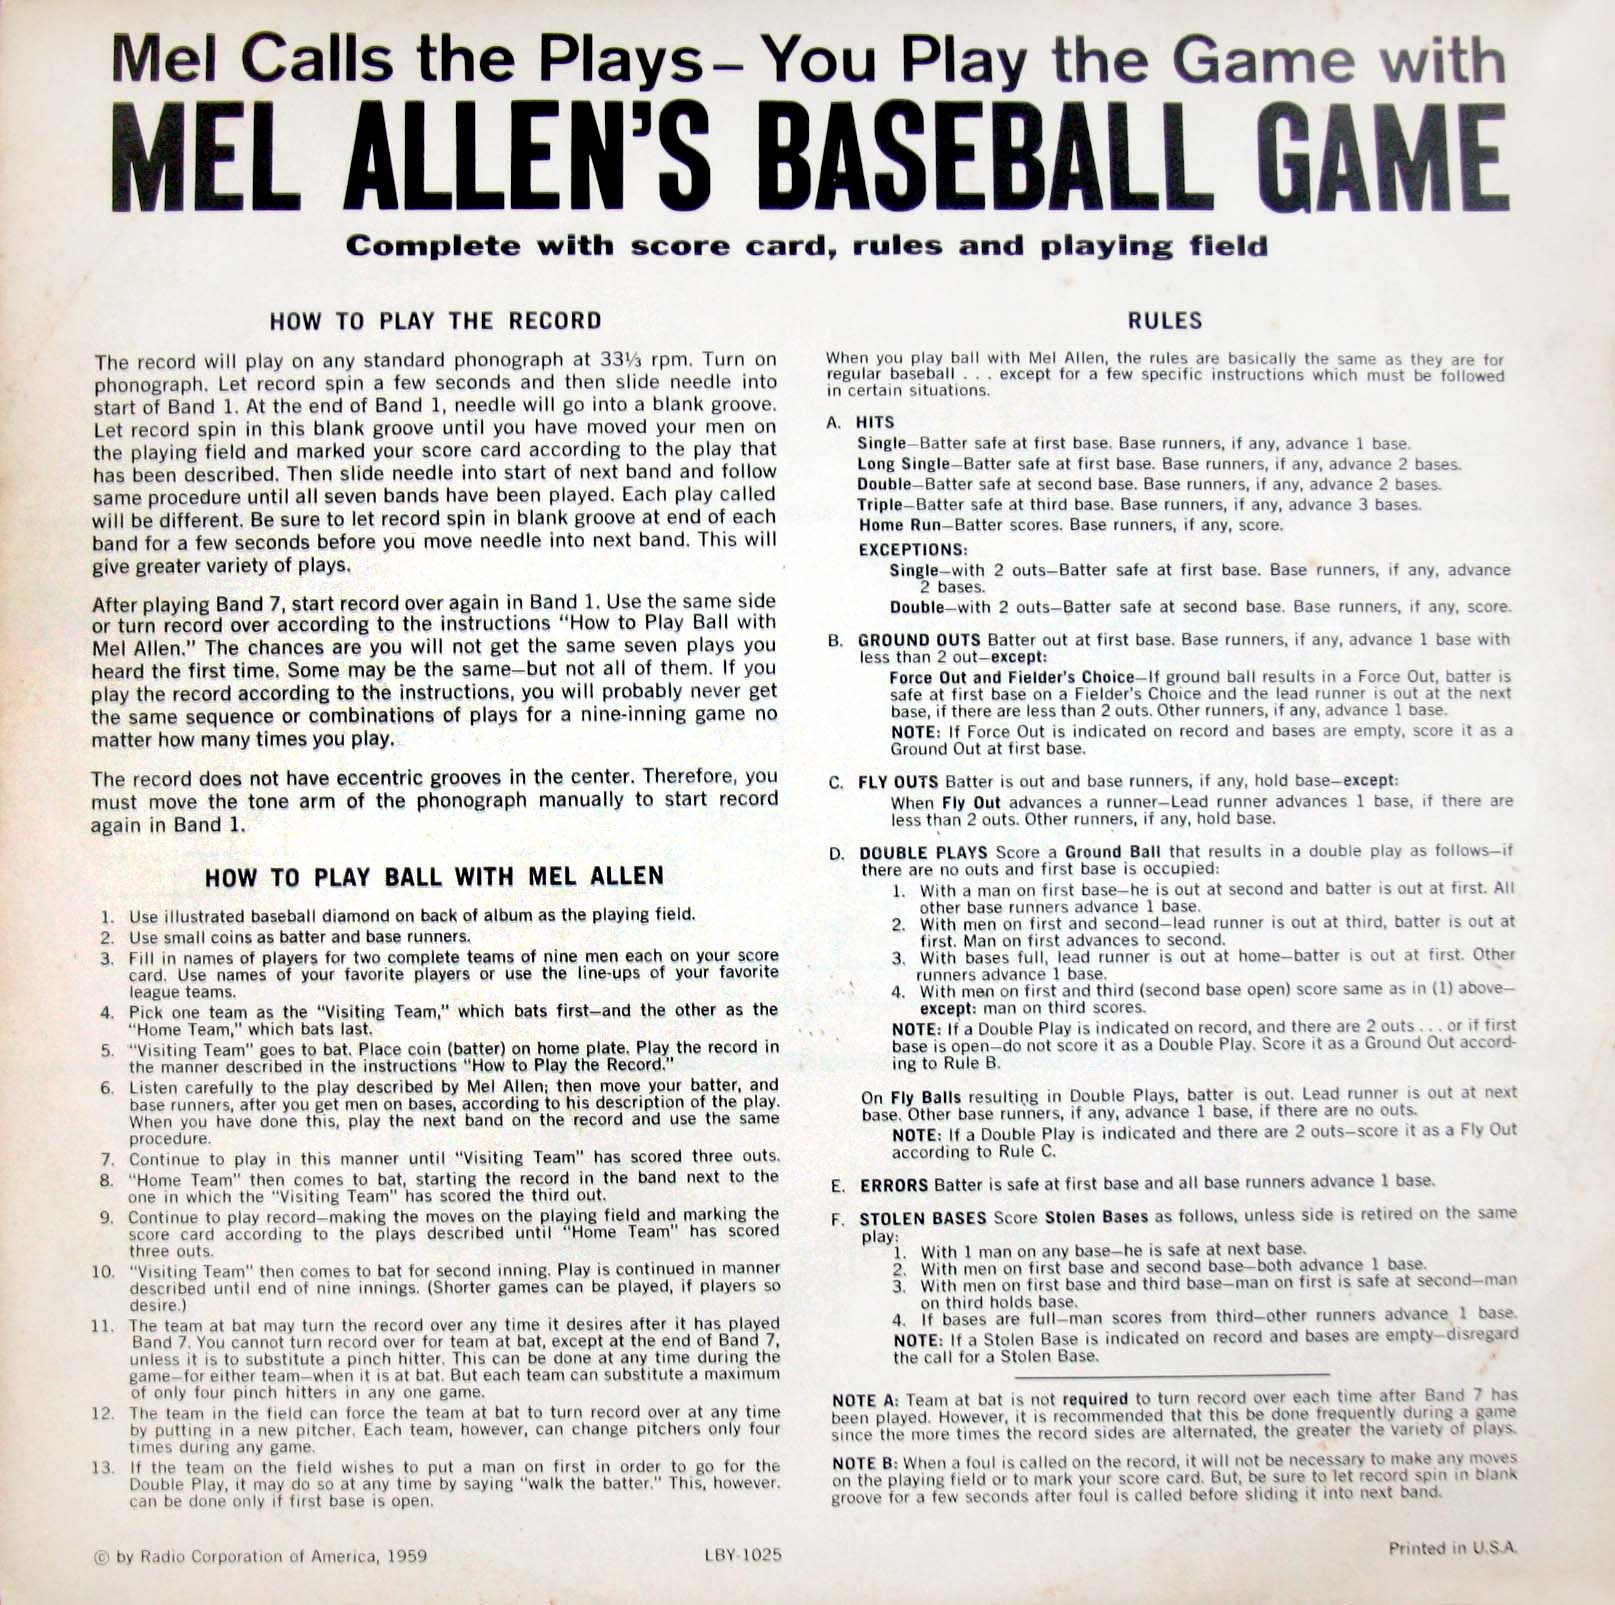 Mel Calls the Plays – You Play the Game with
MEL ALLEN'S BASEBALL GAME
Complete with score card, rules and playing field
HOW TO PLAY THE RECORD
The record will play on any standard phonograph at 33⅓ rpm. Turn on
phonograph. Let record spin a few seconds and then slide needle into
start of Band 1. At the end of Band 1, needle will go into a blank groove.
Let record spin in this blank groove until you have moved your men on
the playing field and marked your score card according to the play that
has been described. Then slide needle into start of next band and follow
same procedure until all seven bands have been played. Each play called
will be different. Be sure to let record spin in blank groove at end of each
band for a few seconds before you move needle into next band. This will
give greater variety of plays.
After playing Band 7, start record over again in Band 1. Use the same side
or turn record over according to the instructions "How to Play Ball with
Mel Allen." The chances are you will not get the same seven plays you
heard the first time. Some may be the same—but not all of them. If you
play the record according to the instructions, you will probably never get
the same sequence or combinations of plays for a nine-inning game no
matter how many times you play.
The record does not have eccentric grooves in the center. Therefore, you
must move the tone arm of the phonograph manually to start record
again in Band 1.
HOW TO PLAY BALL WITH MEL ALLEN
1. Use illustrated baseball diamond on back of album as the playing field.
2. Use small coins as batter and base runners.
3. Fill in names of players for two complete teams of nine men each on your score
card. Use names of your favorite players or use the line-ups of your favorite
league teams.
4. Pick one team as the "Visiting Team," which bats first—and the other as the
"Home Team," which bats last.
5. "Visiting Team" goes to bat. Place coin (batter) on home plate. Play the record in
the manner described in the instructions "How to Play the Record."
6. Listen carefully to the play described by Mel Allen; then move your batter, and
base runners, after you get men on bases, according to his description of the play.
When you have done this, play the next band on the record and use the same
procedure.
7. Continue to play in this manner until "Visiting Team" has scored three outs.
8. "Home Team" then comes to bat, starting the record in the band next to the
one in which the "Visiting Team" has scored the third out.
9. Continue to play record—making the moves on the playing field and marking the
score card according to the plays described until "Home Team" has scored
three outs.
10. "Visiting Team" then comes to bat for second inning. Play is continued in manner
described until end of nine innings. (Shorter games can be played, if players so
desire.)
11. The team at bat may turn the record over any time it desires after it has played
Band 7. You cannot turn record over for team at bat, except at the end of Band 7,
unless it is to substitute a pinch hitter. This can be done at any time during the
game—for either team—when it is at bat. But each team can substitute a maximum
of only four pinch hitters in any one game.
12. The team in the field can force the team at bat to turn record over at any time
by putting in a new pitcher. Each team, however, can change pitchers only four
times during any game.
13. If the team on the field wishes to put a man on first in order to go for the
Double Play, it may do so at any time by saying "walk the batter." This, however,
can be done only if first base is open.
© by Radio Corporation of America, 1959
LBY-1025
RULES
When you play ball with Mel Allen, the rules are basically the same as they are for
regular baseball . . . except for a few specific instructions which must be followed
in certain situations.
A. HITS
Single—Batter safe at first base. Base runners, if any, advance 1 base.
Long Single—Batter safe at first base. Base runners, if any, advance 2 bases.
Double—Batter safe at second base. Base runners, if any, advance 2 bases.
Triple—Batter safe at third base. Base runners, if any, advance 3 bases.
Home Run—Batter scores. Base runners, if any, score.
EXCEPTIONS:
Single—with 2 outs—Batter safe at first base. Base runners, if any, advance
2 bases.
Double—with 2 outs—Batter safe at second base. Base runners, if any, score.
B. GROUND OUTS Batter out at first base. Base runners, if any, advance 1 base with
less than 2 out—except:
Force Out and Fielder's Choice—If ground ball results in a Force Out, batter is
safe at first base on a Fielder's Choice and the lead runner is out at the next
base, if there are less than 2 outs. Other runners, if any, advance 1 base.
NOTE: If Force Out is indicated on record and bases are empty, score it as a
Ground Out at first base.
C. FLY OUTS Batter is out and base runners, if any, hold base—except:
When Fly Out advances a runner—Lead runner advances 1 base, if there are
less than 2 outs. Other runners, if any, hold base.
D. DOUBLE PLAYS Score a Ground Ball that results in a double play as follows—if
there are no outs and first base is occupied:
1. With a man on first base—he is out at second and batter is out at first. All
other base runners advance 1 base.
2. With men on first and second—lead runner is out at third, batter is out at
first. Man on first advances to second.
3. With bases full, lead runner is out at home—batter is out at first. Other
runners advance 1 base.
4. With men on first and third (second base open) score same as in (1) above—
except: man on third scores.
NOTE: If a Double Play is indicated on record, and there are 2 outs . . . or if first
base is open—do not score it as a Double Play. Score it as a Ground Out accord-
ing to Rule B.
On Fly Balls resulting in Double Plays, batter is out. Lead runner is out at next
base. Other base runners, if any, advance 1 base, if there are no outs.
NOTE: If a Double Play is indicated and there are 2 outs—score it as a Fly Out
according to Rule C.
E. ERRORS Batter is safe at first base and all base runners advance 1 base.
F. STOLEN BASES Score Stolen Bases as follows, unless side is retired on the same
play:
1. With 1 man on any base—he is safe at next base.
2. With men on first base and second base—both advance 1 base.
3. With men on first base and third base—man on first is safe at second—man
on third holds base.
4. If bases are full—man scores from third—other runners advance 1 base.
NOTE: If a Stolen Base is indicated on record and bases are empty—disregard
the call for a Stolen Base.
NOTE A: Team at bat is not required to turn record over each time after Band 7 has
been played. However, it is recommended that this be done frequently during a game
since the more times the record sides are alternated, the greater the variety of plays.
NOTE B: When a foul is called on the record, it will not be necessary to make any moves
on the playing field or to mark your score card. But, be sure to let record spin in blank
groove for a few seconds after foul is called before sliding it into next band.
Printed in U.S.A.